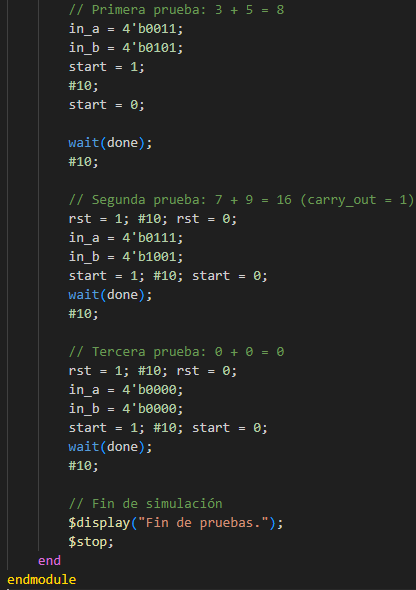 // Primera prueba: 3 + 5 = 8
in_a = 4'b0011;
in_b = 4'b0101;
start = 1;
#10;
start = 0;
wait(done);
#10;
// Segunda prueba: 7 + 9 = 16 (carry_out = 1)
rst = 1; #10; rst = 0;
in_a = 4'b0111;
in_b = 4'b1001;
start = 1; #10; start = 0;
wait(done);
#10;
// Tercera prueba: 0 + 0 = 0
rst = 1; #10; rst = 0;
in_a = 4'b0000;
in_b = 4'b0000;
start = 1; #10; start = 0;
wait(done);
#10;
// Fin de simulación
$display("Fin de pruebas.");
$stop;
end
endmodule